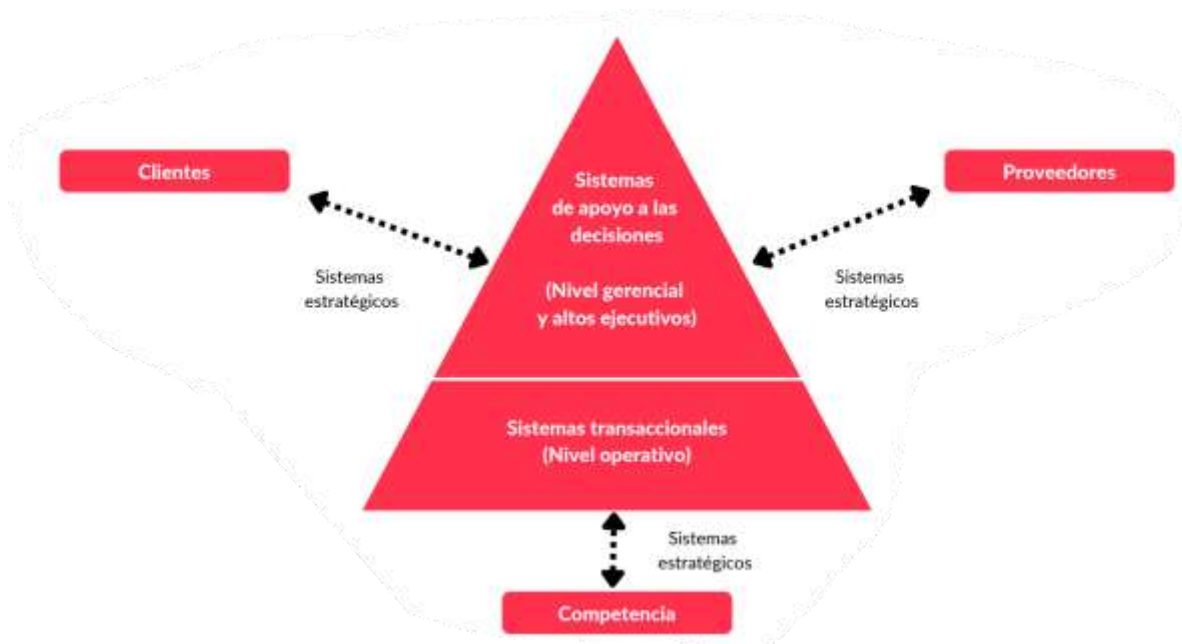 Clientes
Proveedores
Sistemas
de apoyo a las
decisiones
(Nivel gerencial
y altos ejecutivos)
Sistemas
estratégicos
Sistemas
estratégicos
Sistemas transaccionales
(Nivel operativo)
Sistemas
estratégicos
Competencia